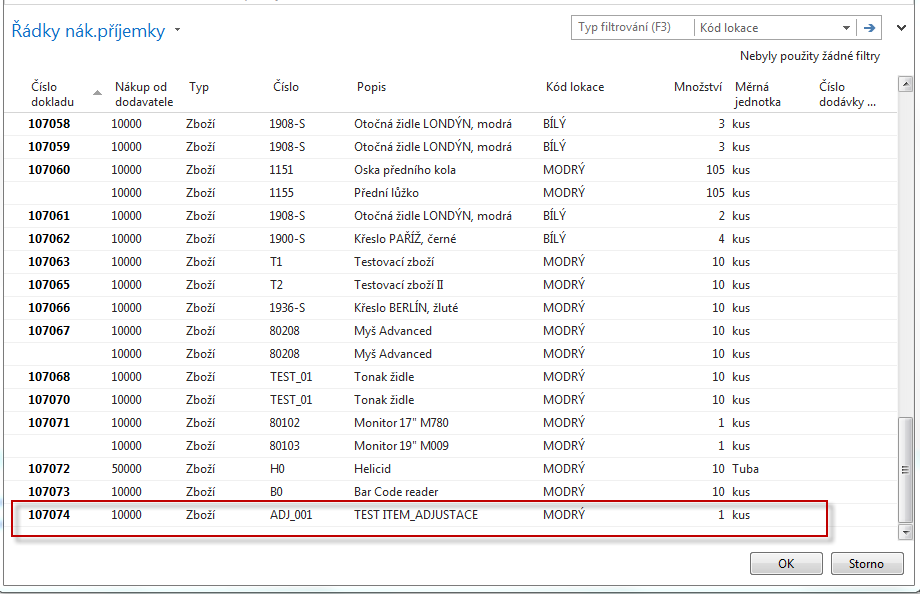 Řádky nák.příjemky
Typ filtrování (F3) Kód lokace
Nebyly použity žádné filtry
Číslo dokladu Nákup od dodavatele Typ Číslo Popis Kód lokace Množství Měrná jednotka Číslo dodávky ...
107058 10000 Zboží 1908-S Otočná židle LONDÝN, modrá BÍLÝ 3 kus
107059 10000 Zboží 1908-S Otočná židle LONDÝN, modrá BÍLÝ 3 kus
107060 10000 Zboží 1151 Oska předního kola MODRÝ 105 kus
10000 Zboží 1155 Přední lůžko MODRÝ 105 kus
107061 10000 Zboží 1908-S Otočná židle LONDÝN, modrá BÍLÝ 2 kus
107062 10000 Zboží 1900-S Křeslo PAŘÍŽ, černé BÍLÝ 4 kus
107063 10000 Zboží T1 Testovací zboží MODRÝ 10 kus
107065 10000 Zboží T2 Testovací zboží II MODRÝ 10 kus
107066 10000 Zboží 1936-S Křeslo BERLÍN, žluté MODRÝ 10 kus
107067 10000 Zboží 80208 Myš Advanced MODRÝ 10 kus
10000 Zboží 80208 Myš Advanced MODRÝ 10 kus
107068 10000 Zboží TEST_01 Tonak židle MODRÝ 10 kus
107070 10000 Zboží TEST_01 Tonak židle MODRÝ 10 kus
107071 10000 Zboží 80102 Monitor 17" M780 MODRÝ 1 kus
10000 Zboží 80103 Monitor 19" M009 MODRÝ 1 kus
107072 50000 Zboží H0 Helicid MODRÝ 10 Tuba
107073 10000 Zboží B0 Bar Code reader MODRÝ 10 kus
107074 10000 Zboží ADJ_001 TEST ITEM_ADJUSTACE MODRÝ 1 kus
OK Storno